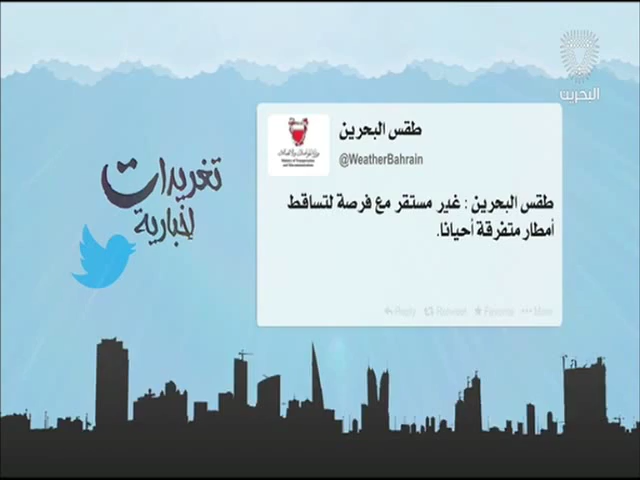 البحرين
طقس البحرين
@WeatherBahrain
تغريدات
إخبارية
طقس البحرين : غير مستقر مع فرصة لتساقط
أمطار متفرقة أحيانا.
Reply Retweet Favorite More